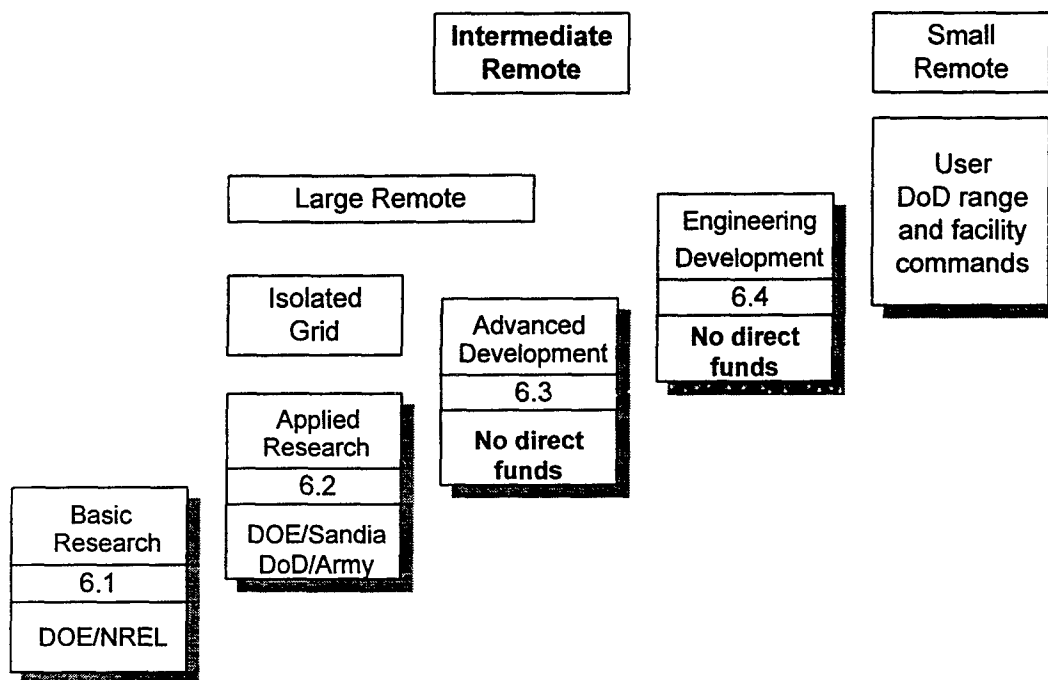 Intermediate
Remote
Small
Remote
User
DoD range
and facility
commands
Large Remote
Engineering
Development
6.4
No direct
funds
Isolated
Grid
Advanced
Development
6.3
No direct
funds
Applied
Research
6.2
DOE/Sandia
DoD/Army
Basic
Research
6.1
DOE/NREL